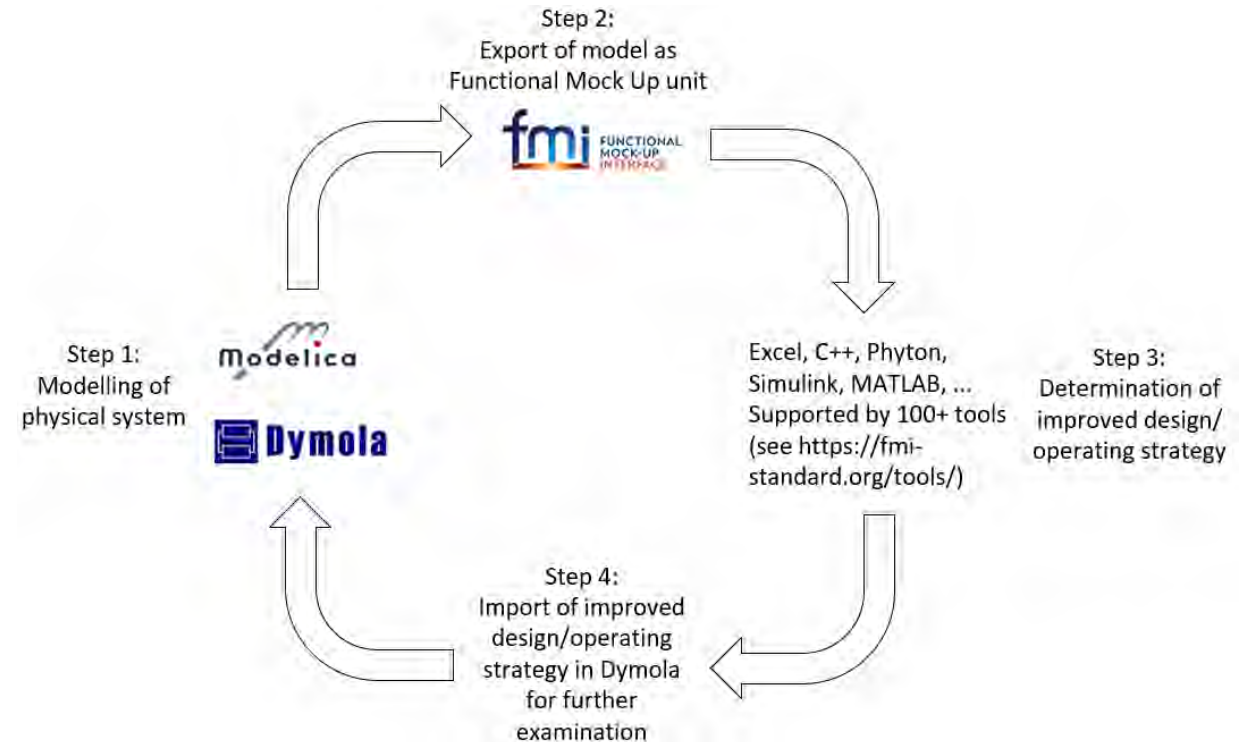 Step 2:
Export of model as
Functional Mock Up unit
fmi FUNCTIONAL
MOCK-UP
INTERFACE
Step 1:
Modelling of
physical system
Modelica
Dymola
Excel, C++, Phyton,
Simulink, MATLAB, ...
Supported by 100+ tools
(see https://fmi-
standard.org/tools/)
Step 3:
Determination of
improved design/
operating strategy
Step 4:
Import of improved
design/operating
strategy in Dymola
for further
examination